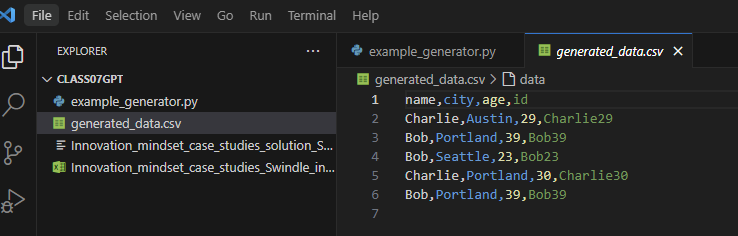 File Edit Selection View Go Run Terminal Help
EXPLORER ...
CLASS07GPT
example_generator.py
generated_data.csv
Innovation_mindset_case_studies_solution_S...
Innovation_mindset_case_studies_Swindle_in...
example_generator.py generated_data.csv
generated_data.csv > data
1 name,city,age,id
2 Charlie,Austin,29,Charlie29
3 Bob,Portland,39,Bob39
4 Bob,Seattle,23,Bob23
5 Charlie,Portland,30,Charlie30
6 Bob,Portland,39,Bob39
7